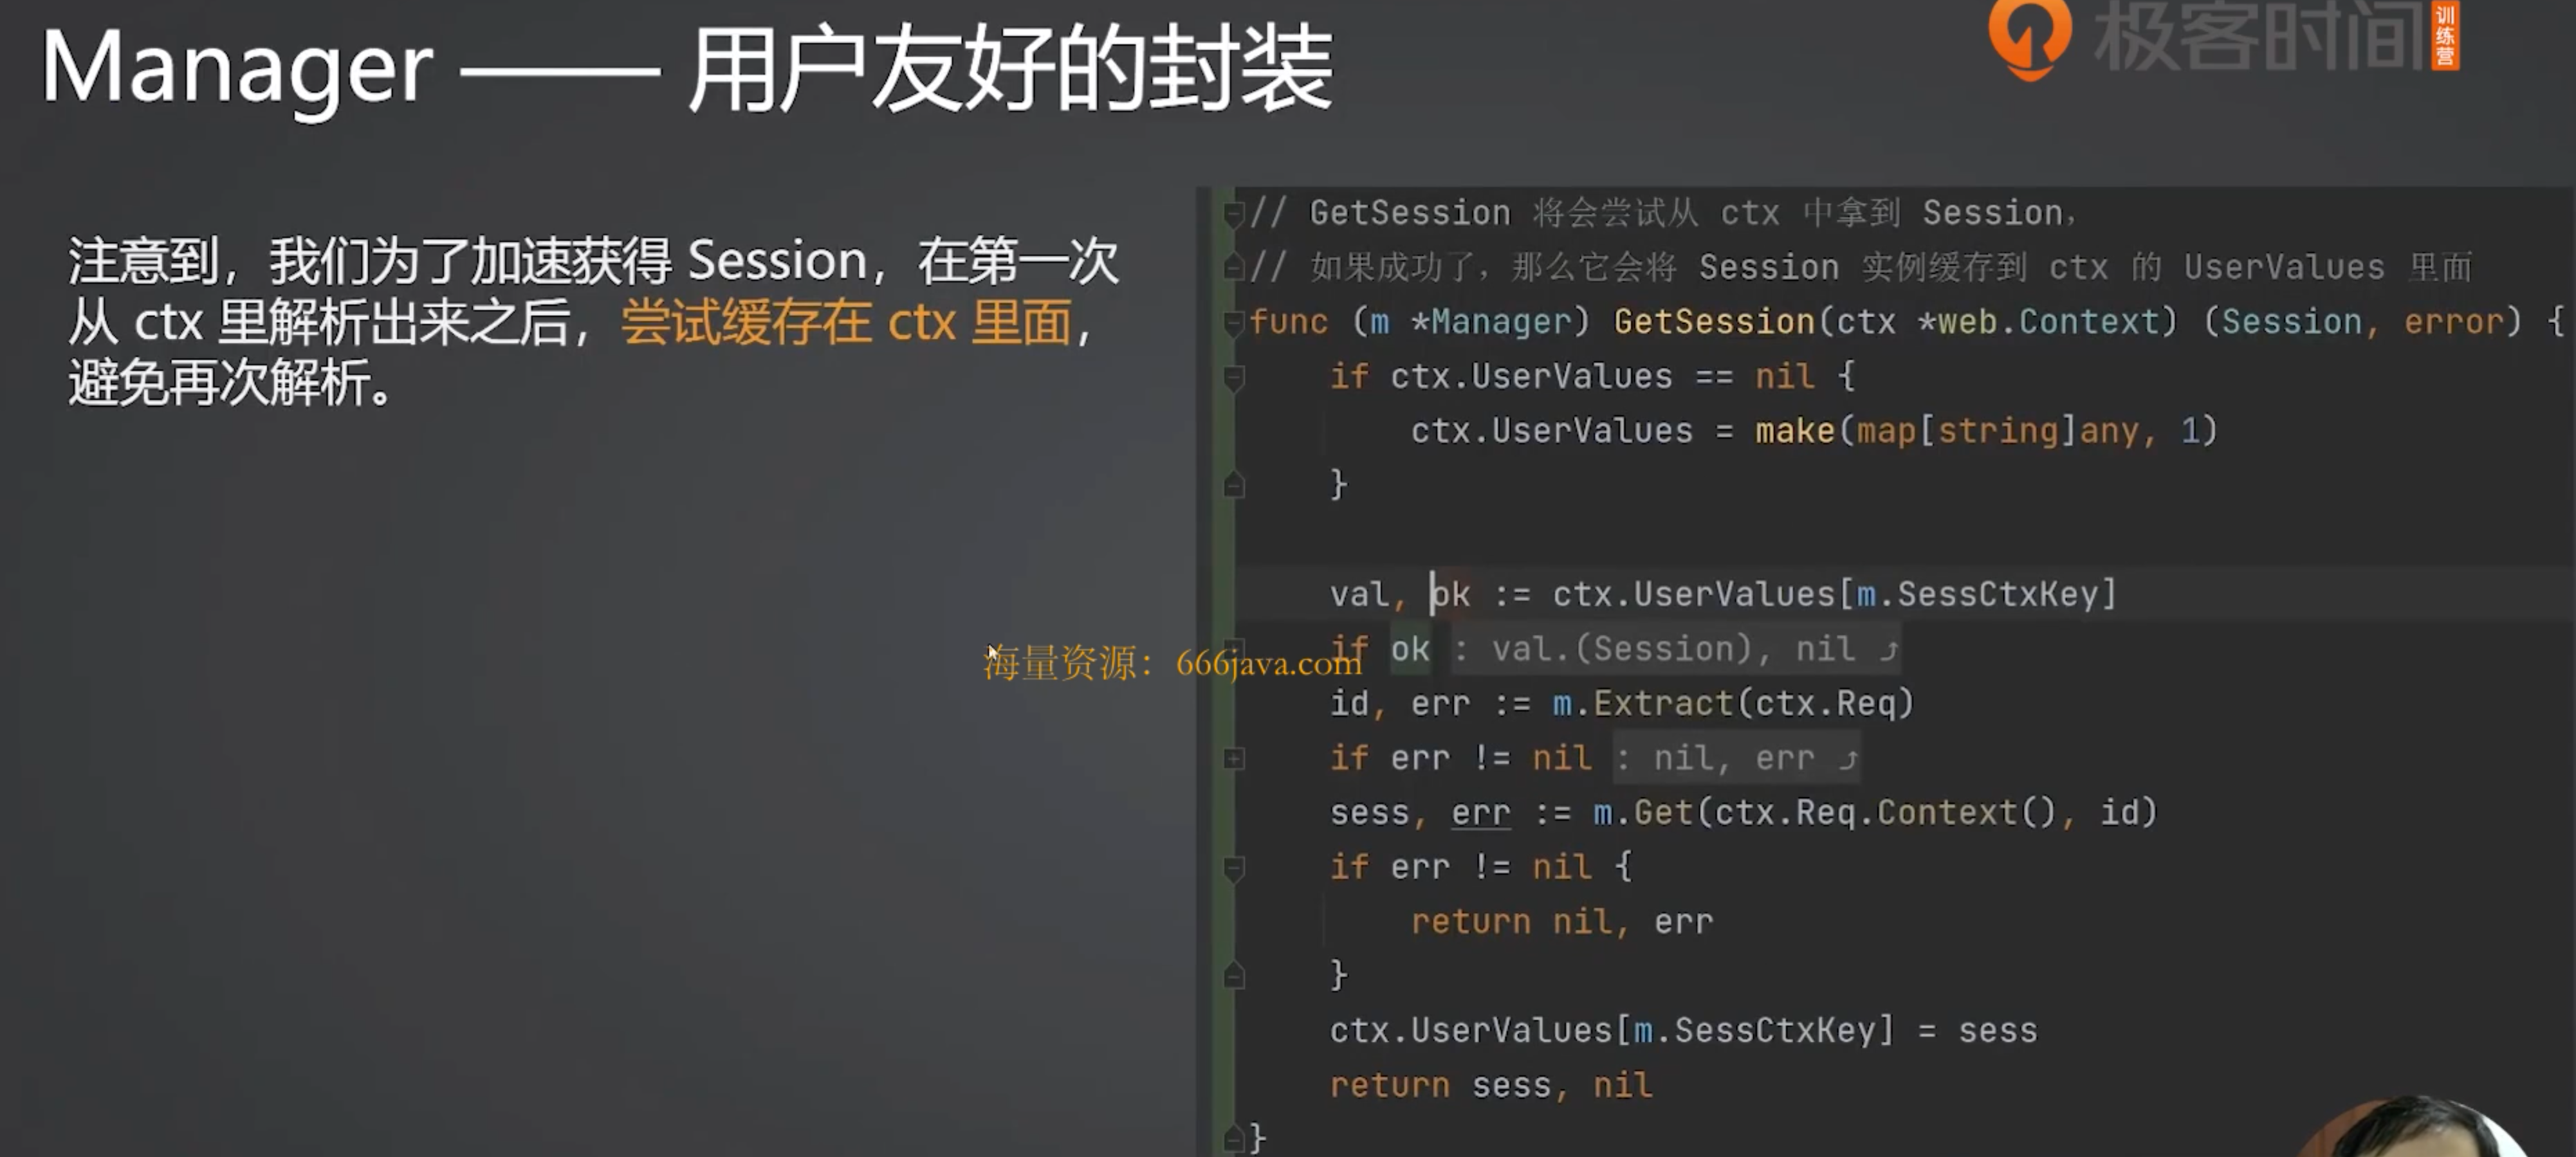 Manager —— 用户友好的封装
极客时间
训练营
注意到，我们为了加速获得 Session，在第一次
从 ctx 里解析出来之后，尝试缓存在 ctx 里面，
避免再次解析。
// GetSession 将会尝试从 ctx 中拿到 Session，
// 如果成功了，那么它会将 Session 实例缓存到 ctx 的 UserValues 里面
func (m *Manager) GetSession(ctx *web.Context) (Session, error) {
if ctx.UserValues == nil {
ctx.UserValues = make(map[string]any, 1)
}
val, ok := ctx.UserValues[m.SessCtxKey]
if ok : val.(Session), nil ⤴
id, err := m.Extract(ctx.Req)
if err != nil : nil, err ⤴
sess, err := m.Get(ctx.Req.Context(), id)
if err != nil {
return nil, err
}
ctx.UserValues[m.SessCtxKey] = sess
return sess, nil
}
海量资源：666java.com